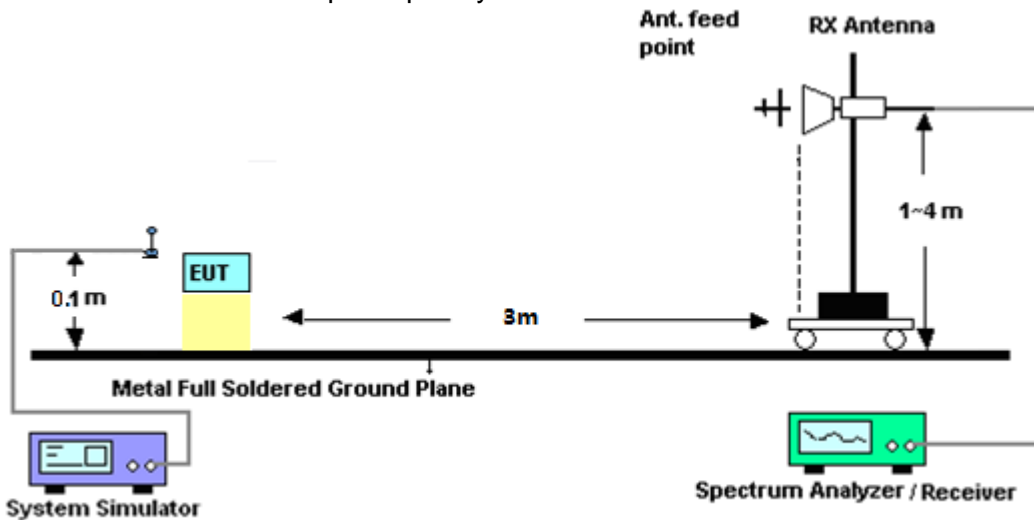 Ant. feed
point
RX Antenna
1~4 m
EUT
0.1 m
3m
Metal Full Soldered Ground Plane
System Simulator
Spectrum Analyzer / Receiver